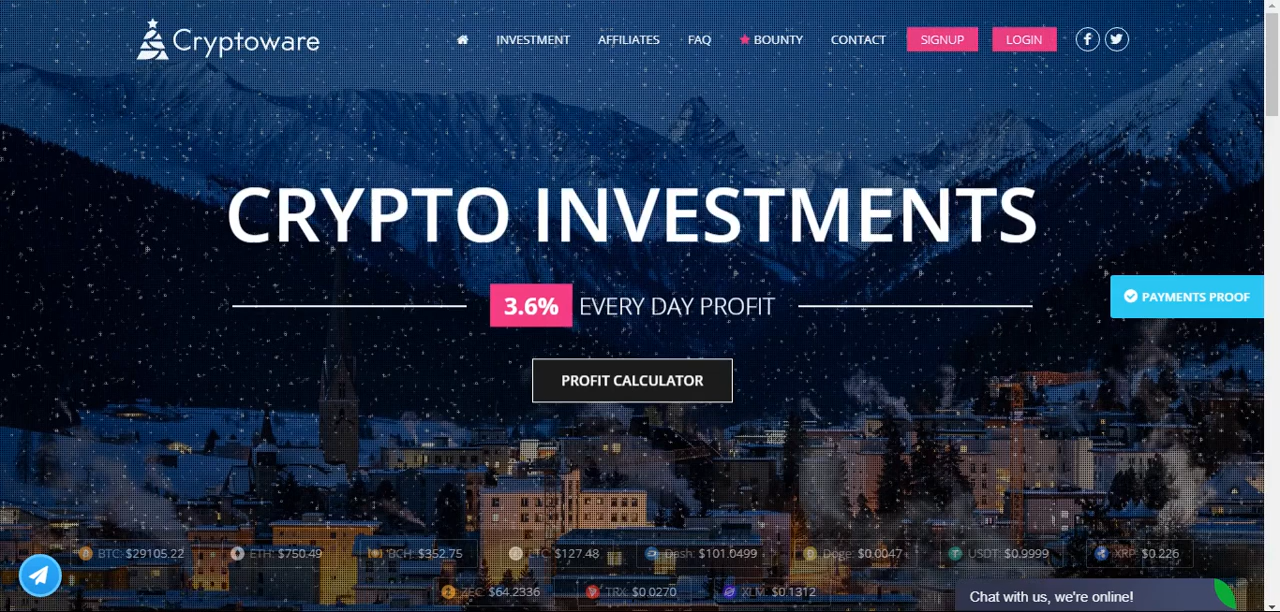 Cryptoware
INVESTMENT AFFILIATES FAQ BOUNTY CONTACT SIGNUP LOGIN
CRYPTO INVESTMENTS
3.6% EVERY DAY PROFIT
PAYMENTS PROOF
PROFIT CALCULATOR
BTC: $29105.22 ETH: $750.49 BCH: $352.75 LTC: $127.48 Dash: $101.0499 Doge: $0.0047 USDT: $0.9999 XRP: $0.226
ZEC: $64.2336 TRX: $0.0270 XLM: $0.1312
Chat with us, we're online!